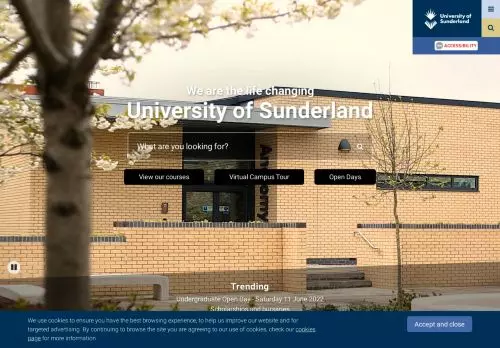 University of
Sunderland
ACCESSIBILITY
We are the life changing
University of Sunderland
What are you looking for?
Anatomy
View our courses
Virtual Campus Tour
Open Days
Trending
Undergraduate Open Day - Saturday 11 June 2022
Scholarships and bursaries
We use cookies to ensure you have the best browsing experience, to help us improve our website and for
targeted advertising. By continuing to browse the site you are agreeing to our use of cookies, check our cookies
page for more information
Accept and close